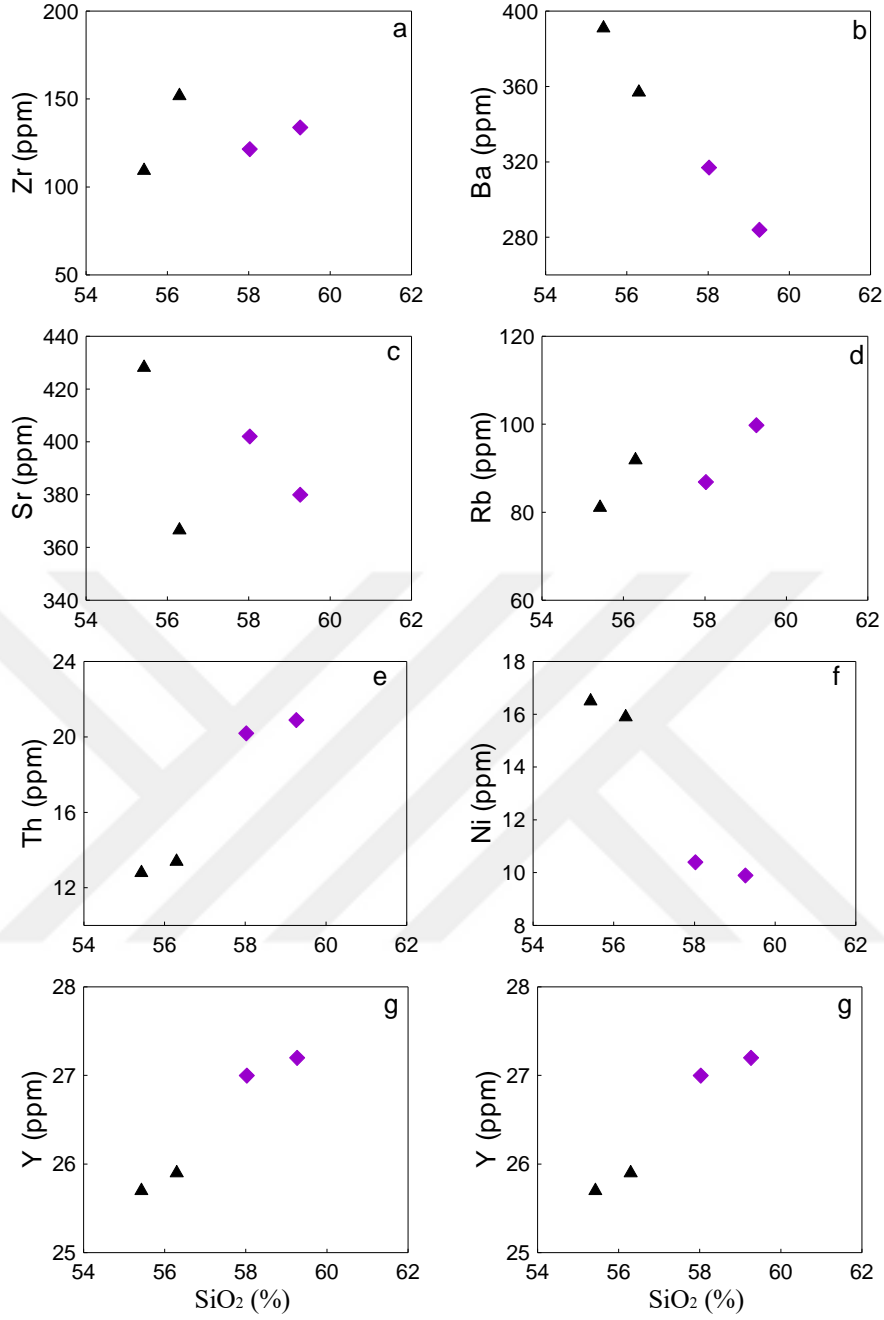 200
150
100
50
Zr (ppm)
a
54 56 58 60 62
400
360
320
280
Ba (ppm)
b
54 56 58 60 62
440
420
400
380
360
340
Sr (ppm)
c
54 56 58 60 62
120
100
80
60
Rb (ppm)
d
54 56 58 60 62
24
20
16
12
Th (ppm)
e
54 56 58 60 62
18
16
14
12
10
8
Ni (ppm)
f
54 56 58 60 62
28
27
26
25
Y (ppm)
g
54 56 58 60 62
SiO₂ (%)
28
27
26
25
Y (ppm)
g
54 56 58 60 62
SiO₂ (%)